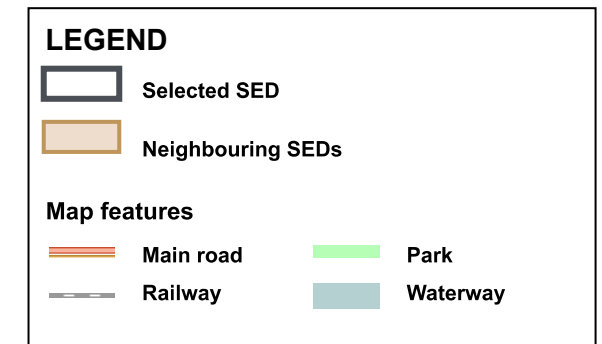 LEGEND
Selected SED
Neighbouring SEDs
Map features
Main road
Park
Railway
Waterway